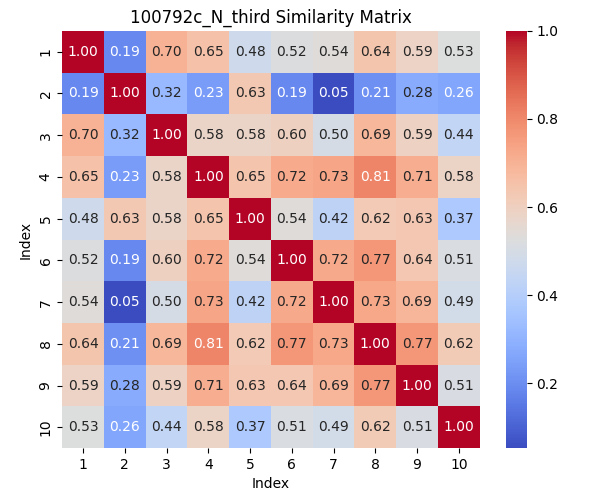 100792c_N_third Similarity Matrix
1 1.00 0.19 0.70 0.65 0.48 0.52 0.54 0.64 0.59 0.53
2 0.19 1.00 0.32 0.23 0.63 0.19 0.05 0.21 0.28 0.26
3 0.70 0.32 1.00 0.58 0.58 0.60 0.50 0.69 0.59 0.44
4 0.65 0.23 0.58 1.00 0.65 0.72 0.73 0.81 0.71 0.58
5 0.48 0.63 0.58 0.65 1.00 0.54 0.42 0.62 0.63 0.37
6 0.52 0.19 0.60 0.72 0.54 1.00 0.72 0.77 0.64 0.51
7 0.54 0.05 0.50 0.73 0.42 0.72 1.00 0.73 0.69 0.49
8 0.64 0.21 0.69 0.81 0.62 0.77 0.73 1.00 0.77 0.62
9 0.59 0.28 0.59 0.71 0.63 0.64 0.69 0.77 1.00 0.51
10 0.53 0.26 0.44 0.58 0.37 0.51 0.49 0.62 0.51 1.00
1 2 3 4 5 6 7 8 9 10
Index
Index
1.0
0.8
0.6
0.4
0.2